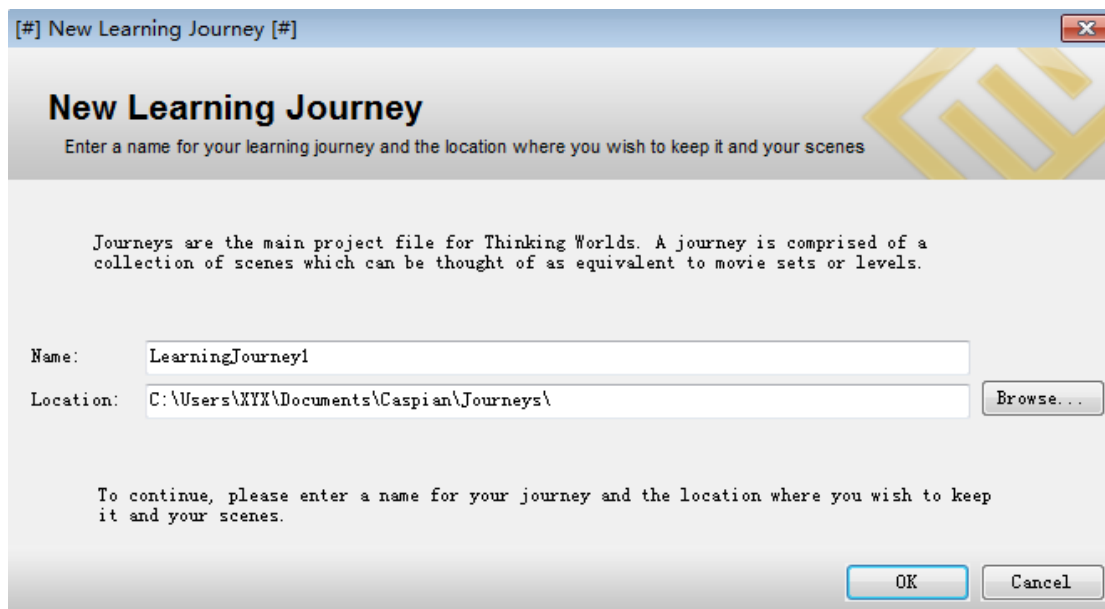 [#] New Learning Journey [#]
New Learning Journey
Enter a name for your learning journey and the location where you wish to keep it and your scenes
Journeys are the main project file for Thinking Worlds. A journey is comprised of a
collection of scenes which can be thought of as equivalent to movie sets or levels.
Name: LearningJourney1
Location: C:\Users\XYX\Documents\Caspian\Journeys\ Browse...
To continue, please enter a name for your journey and the location where you wish to keep
it and your scenes.
OK Cancel